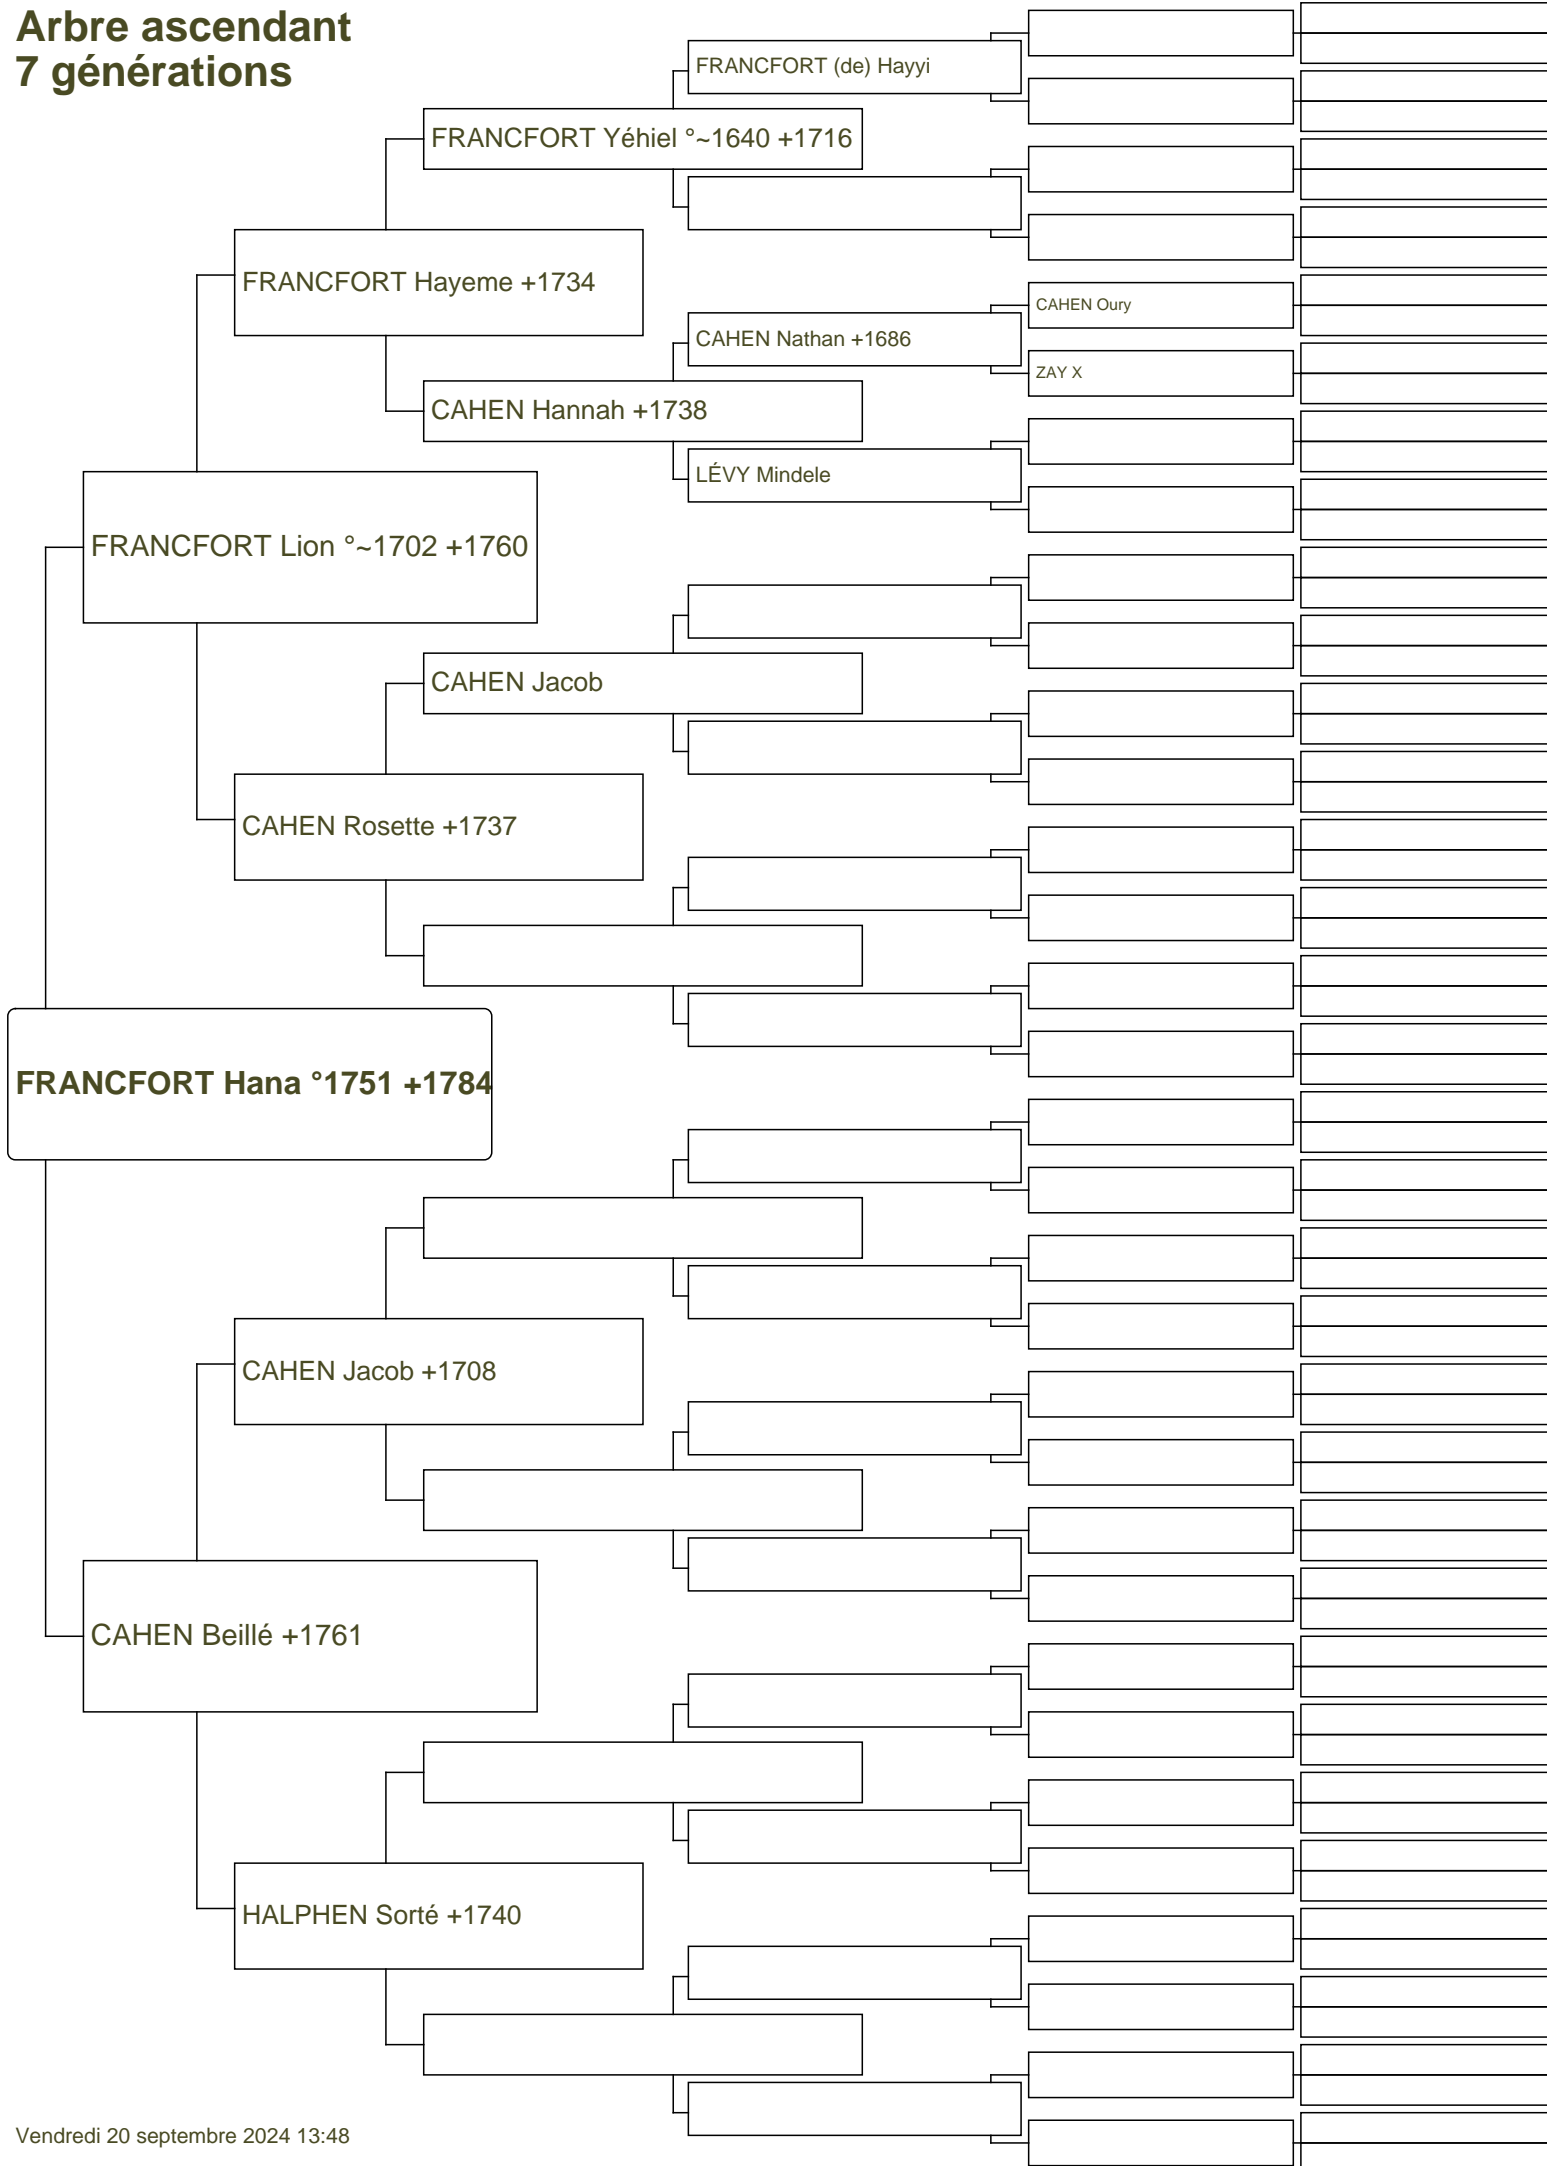 Arbre ascendant
7 générations
FRANCFORT (de) Hayyi
FRANCFORT Yéhiel °~1640 +1716
FRANCFORT Hayeme +1734
CAHEN Oury
CAHEN Nathan +1686
ZAY X
CAHEN Hannah +1738
LÉVY Mindele
FRANCFORT Lion °~1702 +1760
CAHEN Jacob
CAHEN Rosette +1737
FRANCFORT Hana °1751 +1784
CAHEN Jacob +1708
CAHEN Beillé +1761
HALPHEN Sorté +1740
Vendredi 20 septembre 2024 13:48